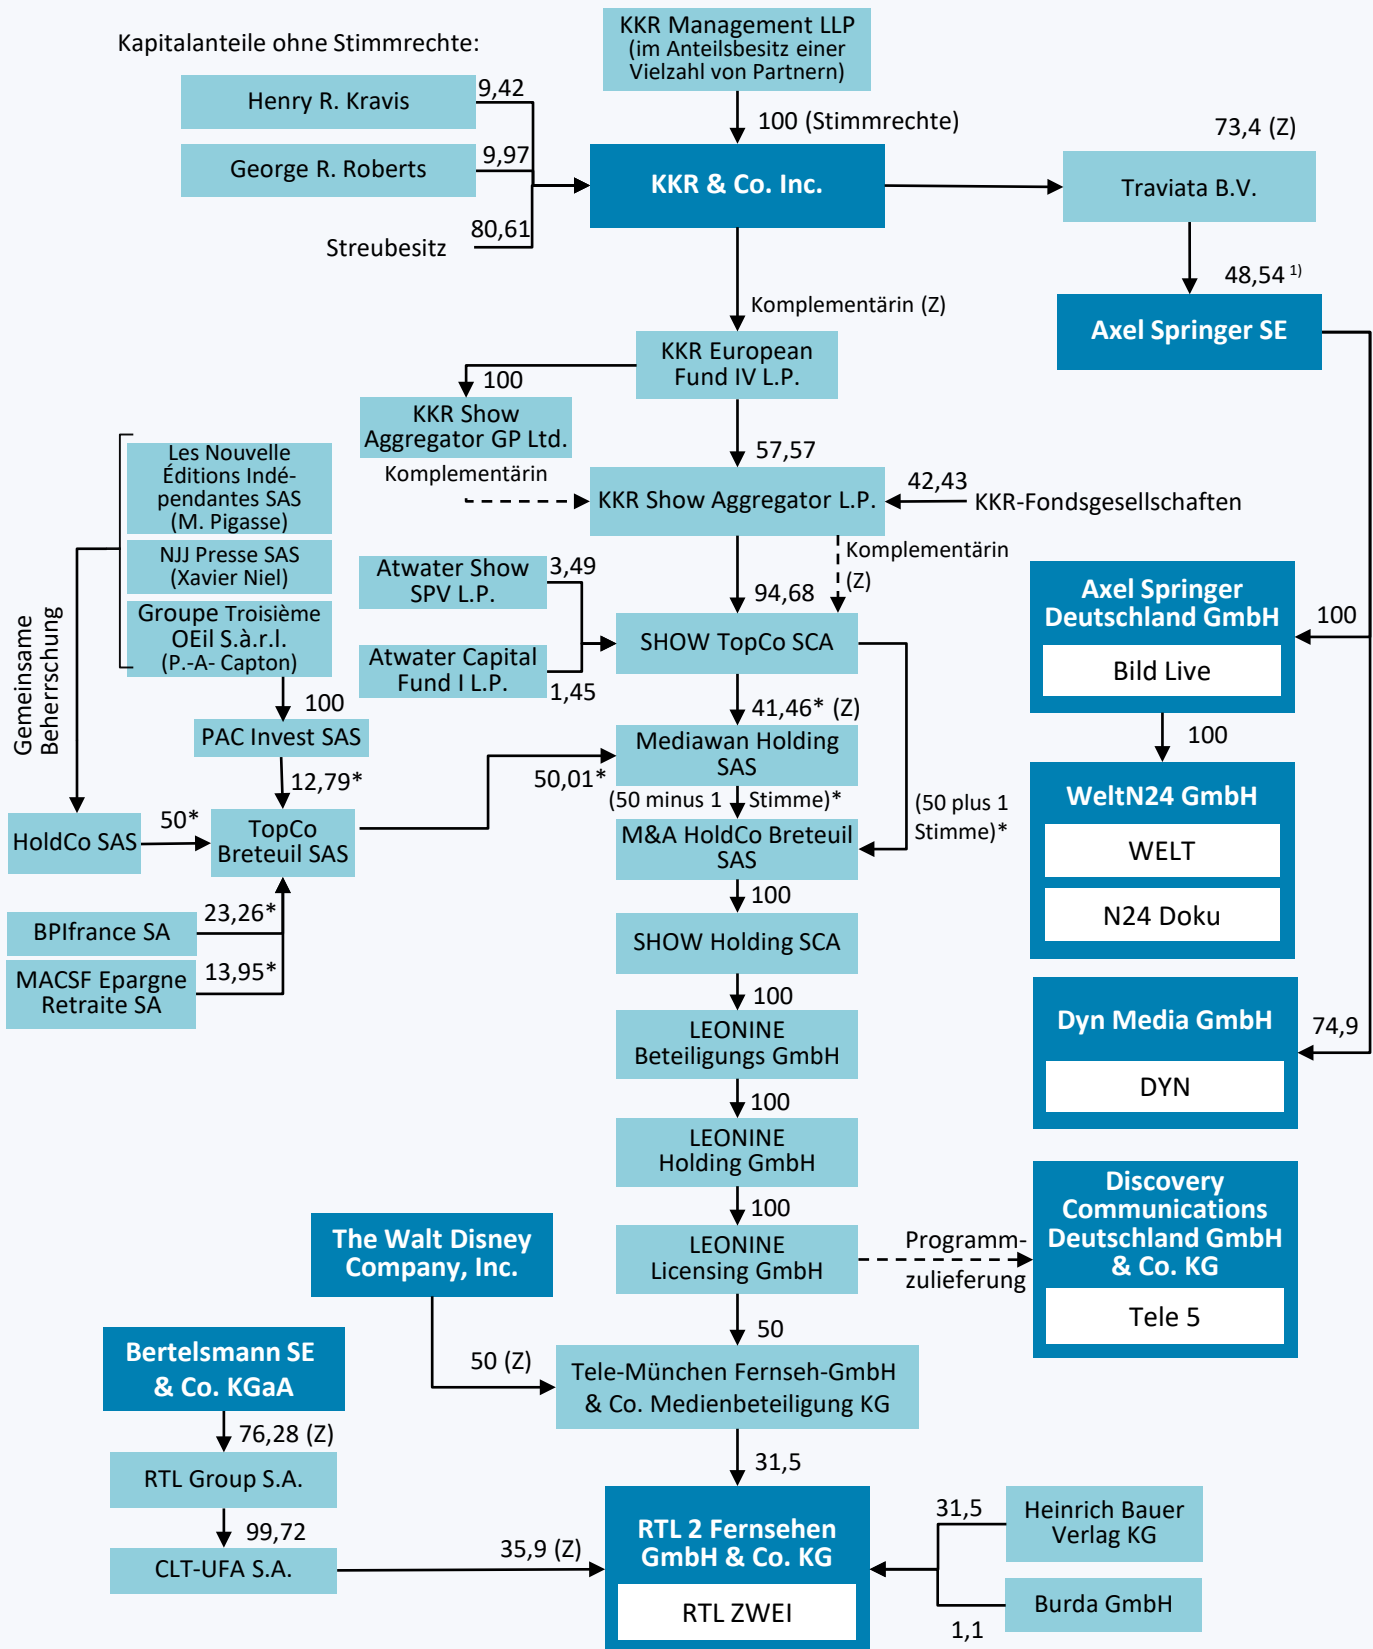 KKR Management LLP
(im Anteilsbesitz einer
Vielzahl von Partnern)
Kapitalanteile ohne Stimmrechte:
Henry R. Kravis
9,42
100 (Stimmrechte)
George R. Roberts
9,97
KKR & Co. Inc.
73,4 (Z)
Traviata B.V.
Streubesitz
80,61
48,54 1)
Axel Springer SE
Komplementärin (Z)
KKR European
Fund IV L.P.
100
KKR Show
Aggregator GP Ltd.
57,57
Komplementärin
KKR Show Aggregator L.P.
42,43
KKR-Fondsgesellschaften
Les Nouvelle
Éditions Indé-
pendantes SAS
(M. Pigasse)
NJJ Presse SAS
(Xavier Niel)
Groupe Troisième
OEil S.à.r.l.
(P.-A- Capton)
Gemeinsame
Beherrschung
100
PAC Invest SAS
12,79*
HoldCo SAS
50*
TopCo
Breteuil SAS
BPIfrance SA
23,26*
MACSF Epargne
Retraite SA
13,95*
Atwater Show
SPV L.P.
3,49
Atwater Capital
Fund I L.P.
1,45
94,68
Komplementärin
(Z)
SHOW TopCo SCA
41,46* (Z)
50,01*
Mediawan Holding
SAS
(50 minus 1
Stimme)*
(50 plus 1
Stimme)*
M&A HoldCo Breteuil
SAS
100
SHOW Holding SCA
100
LEONINE
Beteiligungs GmbH
100
LEONINE
Holding GmbH
100
LEONINE
Licensing GmbH
Programm-
zulieferung
Axel Springer
Deutschland GmbH
Bild Live
100
100
WeltN24 GmbH
WELT
N24 Doku
Dyn Media GmbH
DYN
74,9
Discovery
Communications
Deutschland GmbH
& Co. KG
Tele 5
The Walt Disney
Company, Inc.
50 (Z)
50
Tele-München Fernseh-GmbH
& Co. Medienbeteiligung KG
31,5
Bertelsmann SE
& Co. KGaA
76,28 (Z)
RTL Group S.A.
99,72
CLT-UFA S.A.
35,9 (Z)
RTL 2 Fernsehen
GmbH & Co. KG
RTL ZWEI
31,5
Heinrich Bauer
Verlag KG
Burda GmbH
1,1